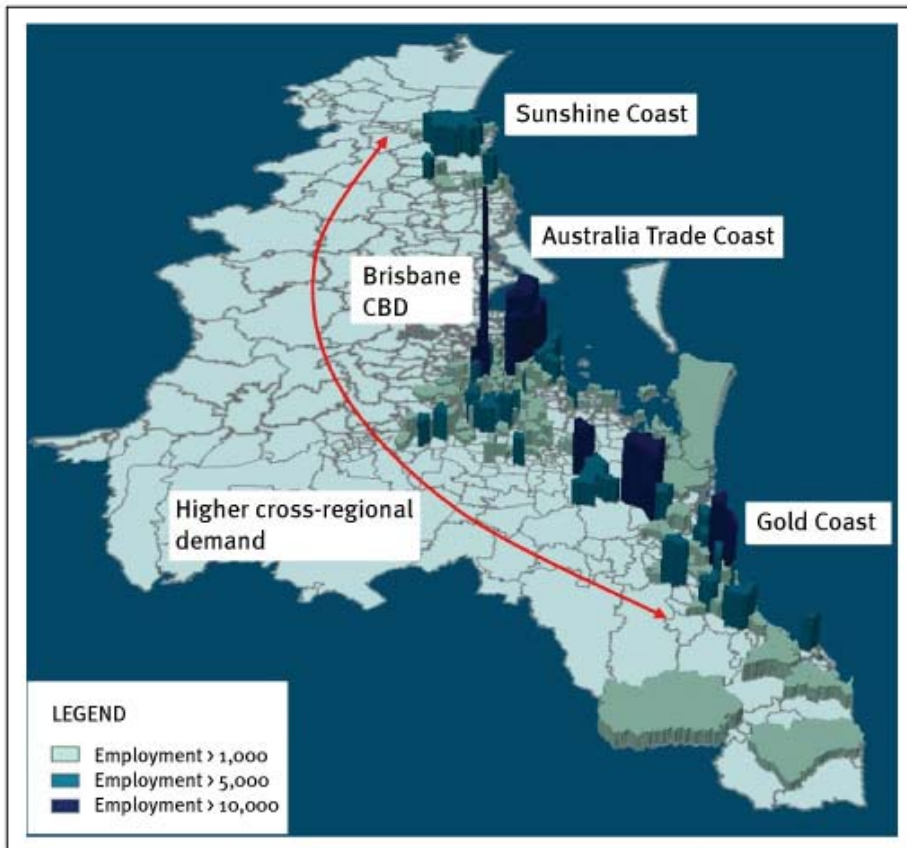 Sunshine Coast
Australia Trade Coast
Brisbane
CBD
Higher cross-regional
demand
Gold Coast
LEGEND
Employment > 1,000
Employment > 5,000
Employment > 10,000